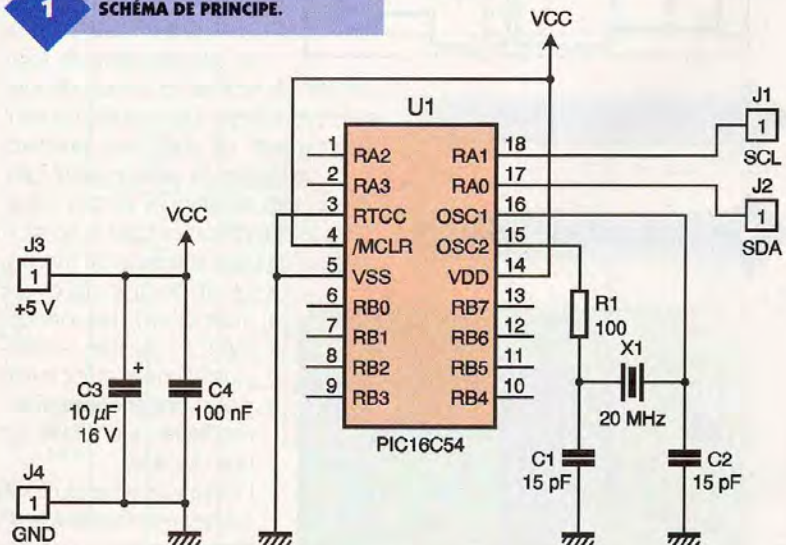 1 SCHÉMA DE PRINCIPE.
VCC
U1
1 RA2 RA1 18
2 RA3 RA0 17
3 RTCC OSC1 16
4 /MCLR OSC2 15
5 VSS VDD 14
6 RB0 RB7 13
7 RB1 RB6 12
8 RB2 RB5 11
9 RB3 RB4 10
PIC16C54
J1
1
SCL
J2
1
SDA
VCC
J3
1
+5 V
+
C3
10 µF
16 V
C4
100 nF
J4
1
GND
R1
100
X1
20 MHz
C1
15 pF
C2
15 pF